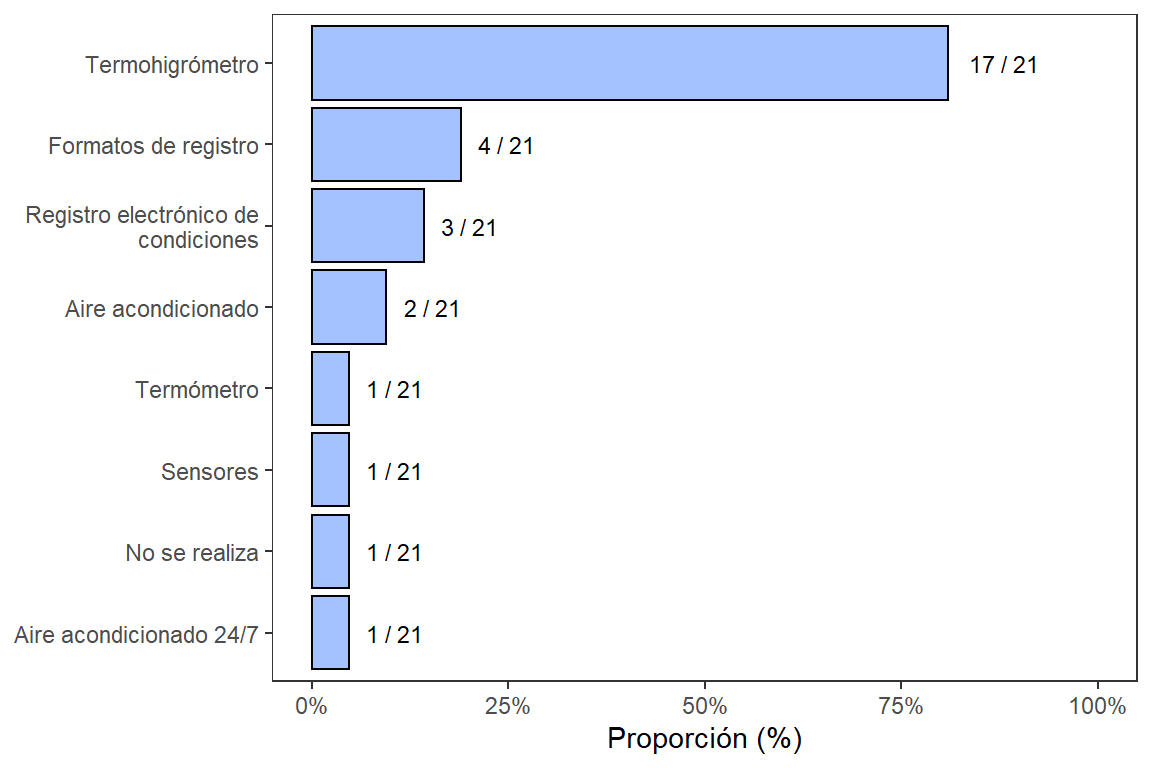 Termohigrómetro
17 / 21
Formatos de registro
4 / 21
Registro electrónico de
condiciones
3 / 21
Aire acondicionado
2 / 21
Termómetro
1 / 21
Sensores
1 / 21
No se realiza
1 / 21
Aire acondicionado 24/7
1 / 21
0% 25% 50% 75% 100%
Proporción (%)